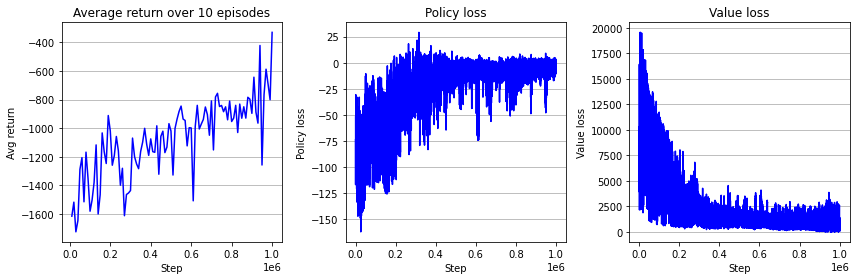 Average return over 10 episodes
Avg return
−400
−600
−800
−1000
−1200
−1400
−1600
0.0 0.2 0.4 0.6 0.8 1.0
1e6
Step
Policy loss
Policy loss
25
0
−25
−50
−75
−100
−125
−150
0.0 0.2 0.4 0.6 0.8 1.0
1e6
Step
Value loss
Value loss
20000
17500
15000
12500
10000
7500
5000
2500
0
0.0 0.2 0.4 0.6 0.8 1.0
1e6
Step